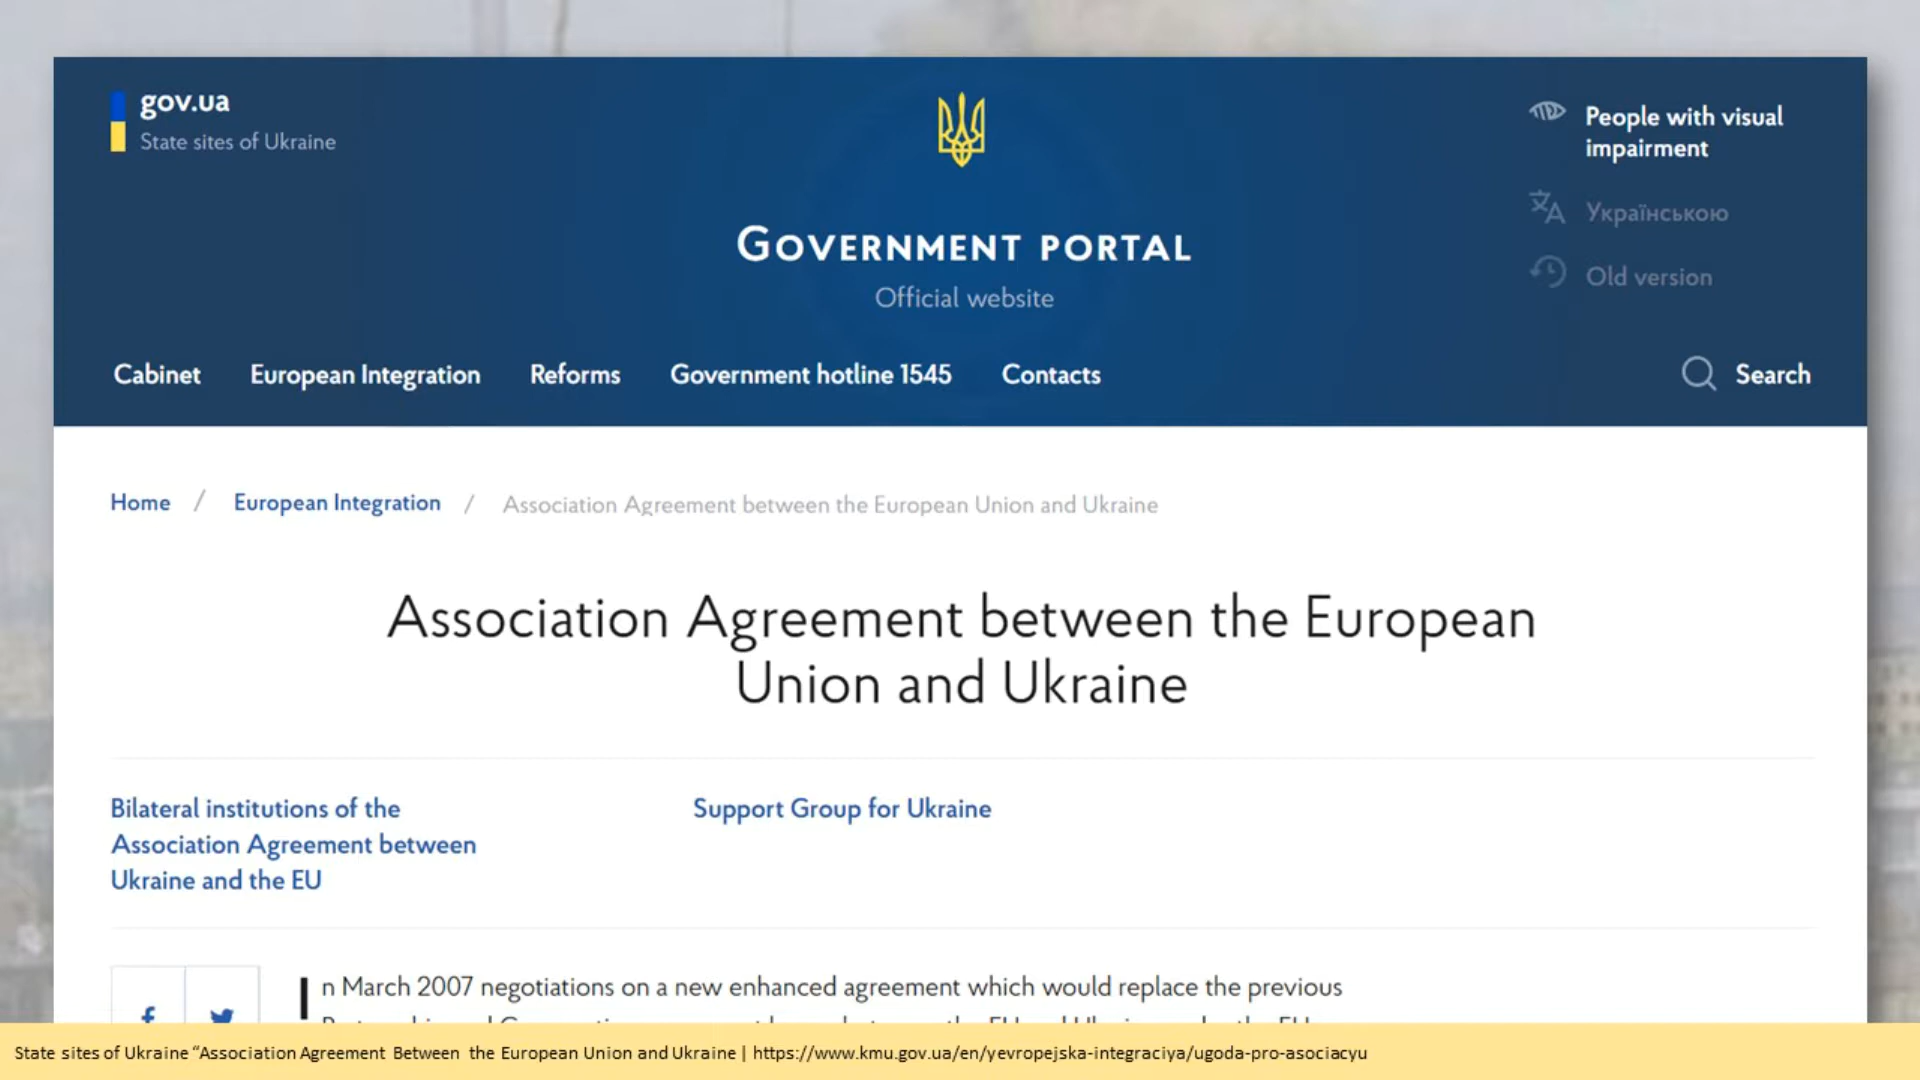 gov.ua
State sites of Ukraine
People with visual
impairment
Українською
Old version
GOVERNMENT PORTAL
Official website
Cabinet European Integration Reforms Government hotline 1545 Contacts Search
Home / European Integration / Association Agreement between the European Union and Ukraine
Association Agreement between the European
Union and Ukraine
Bilateral institutions of the
Association Agreement between
Ukraine and the EU
Support Group for Ukraine
In March 2007 negotiations on a new enhanced agreement which would replace the previous
State sites of Ukraine “Association Agreement Between the European Union and Ukraine | https://www.kmu.gov.ua/en/yevropejska-integraciya/ugoda-pro-asociacyu